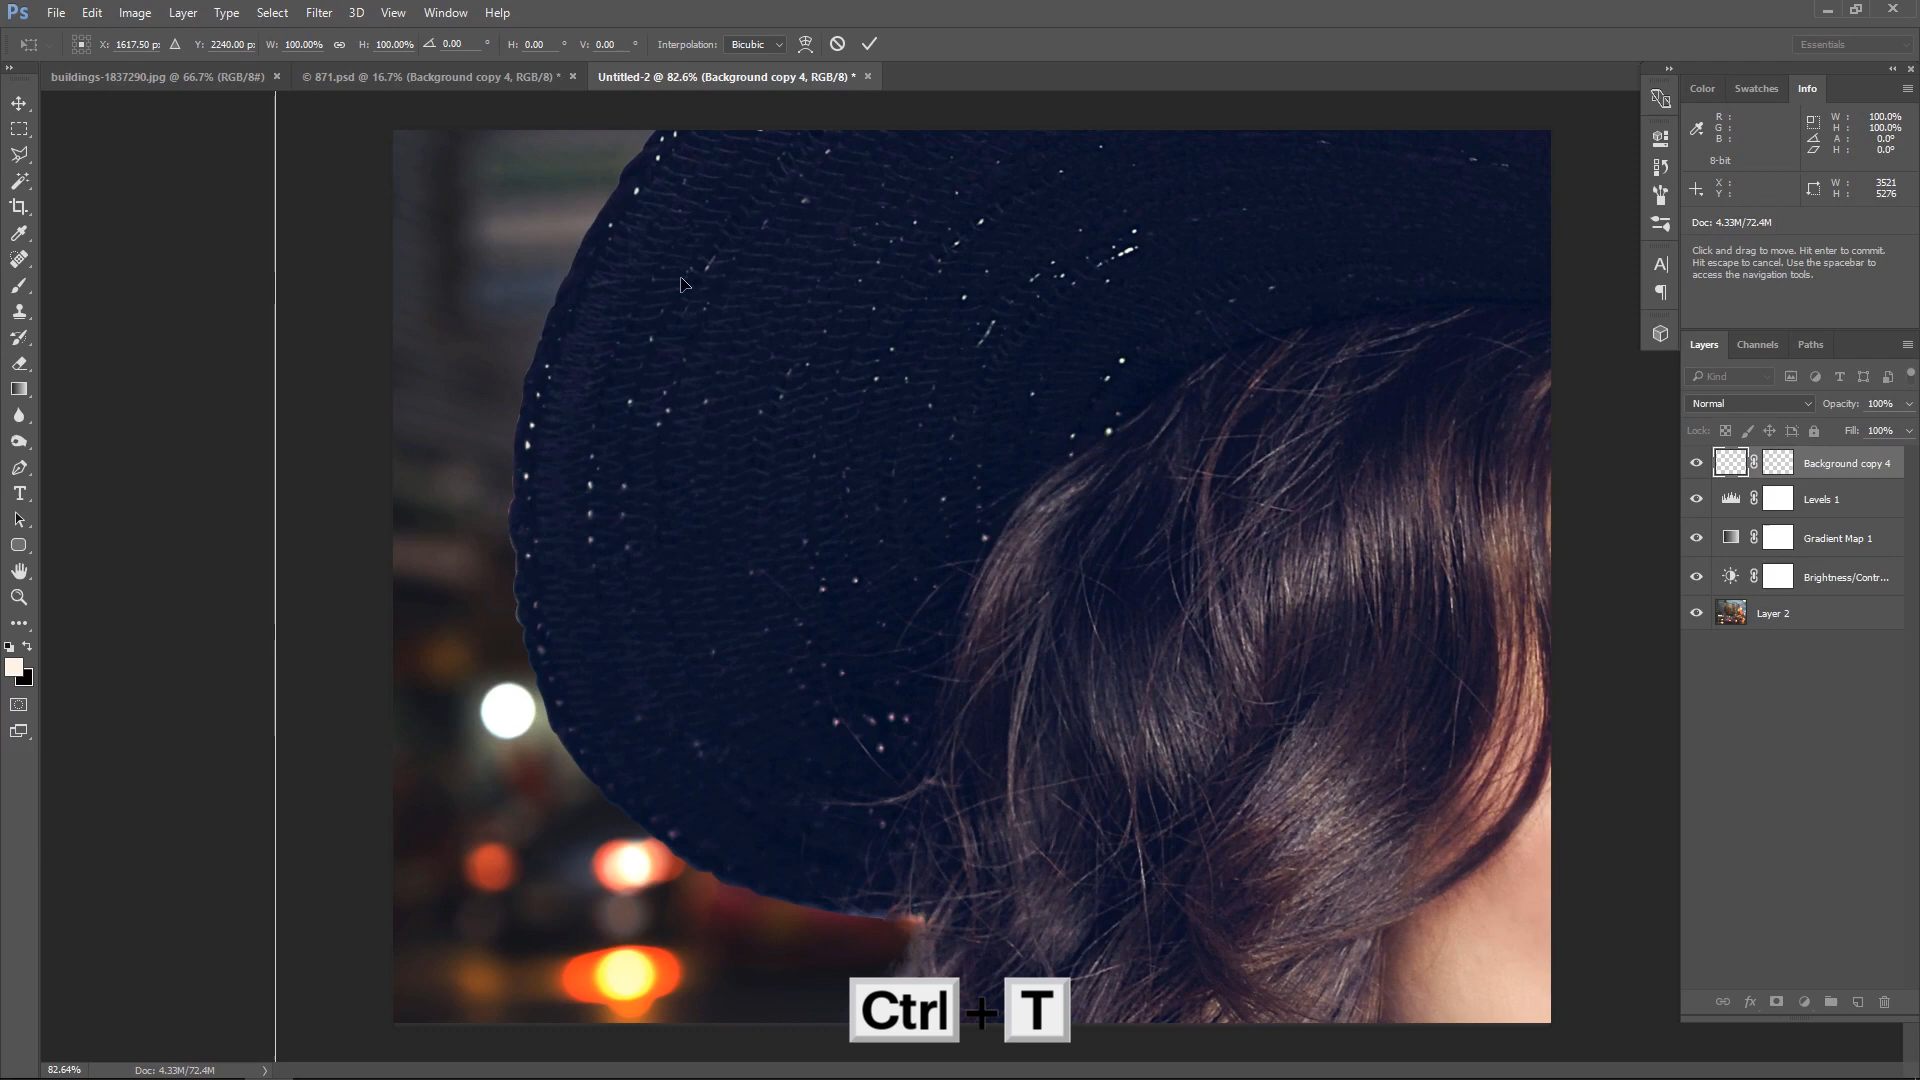 Ps File Edit Image Layer Type Select Filter 3D View Window Help
X: 1617.50 p: Y: 2240.00 p: W: 100.00% H: 100.00% 0.00 ° H: 0.00 ° V: 0.00 ° Interpolation: Bicubic Essentials
buildings-1837290.jpg @ 66.7% (RGB/8#) × © 871.psd @ 16.7% (Background copy 4, RGB/8) * × Untitled-2 @ 82.6% (Background copy 4, RGB/8) * ×
Color Swatches Info
R : W : 100.0%
G : H : 100.0%
B : A : 0.0°
H : 0.0°
8-bit
X : W : 3521
Y : H : 5276
Doc: 4.33M/72.4M
Click and drag to move. Hit enter to commit.
Hit escape to cancel. Use the spacebar to
access the navigation tools.
Layers Channels Paths
Kind
Normal Opacity: 100%
Lock: Fill: 100%
Background copy 4
Levels 1
Gradient Map 1
Brightness/Contr...
Layer 2
Ctrl + T
fx
82.64% Doc: 4.33M/72.4M